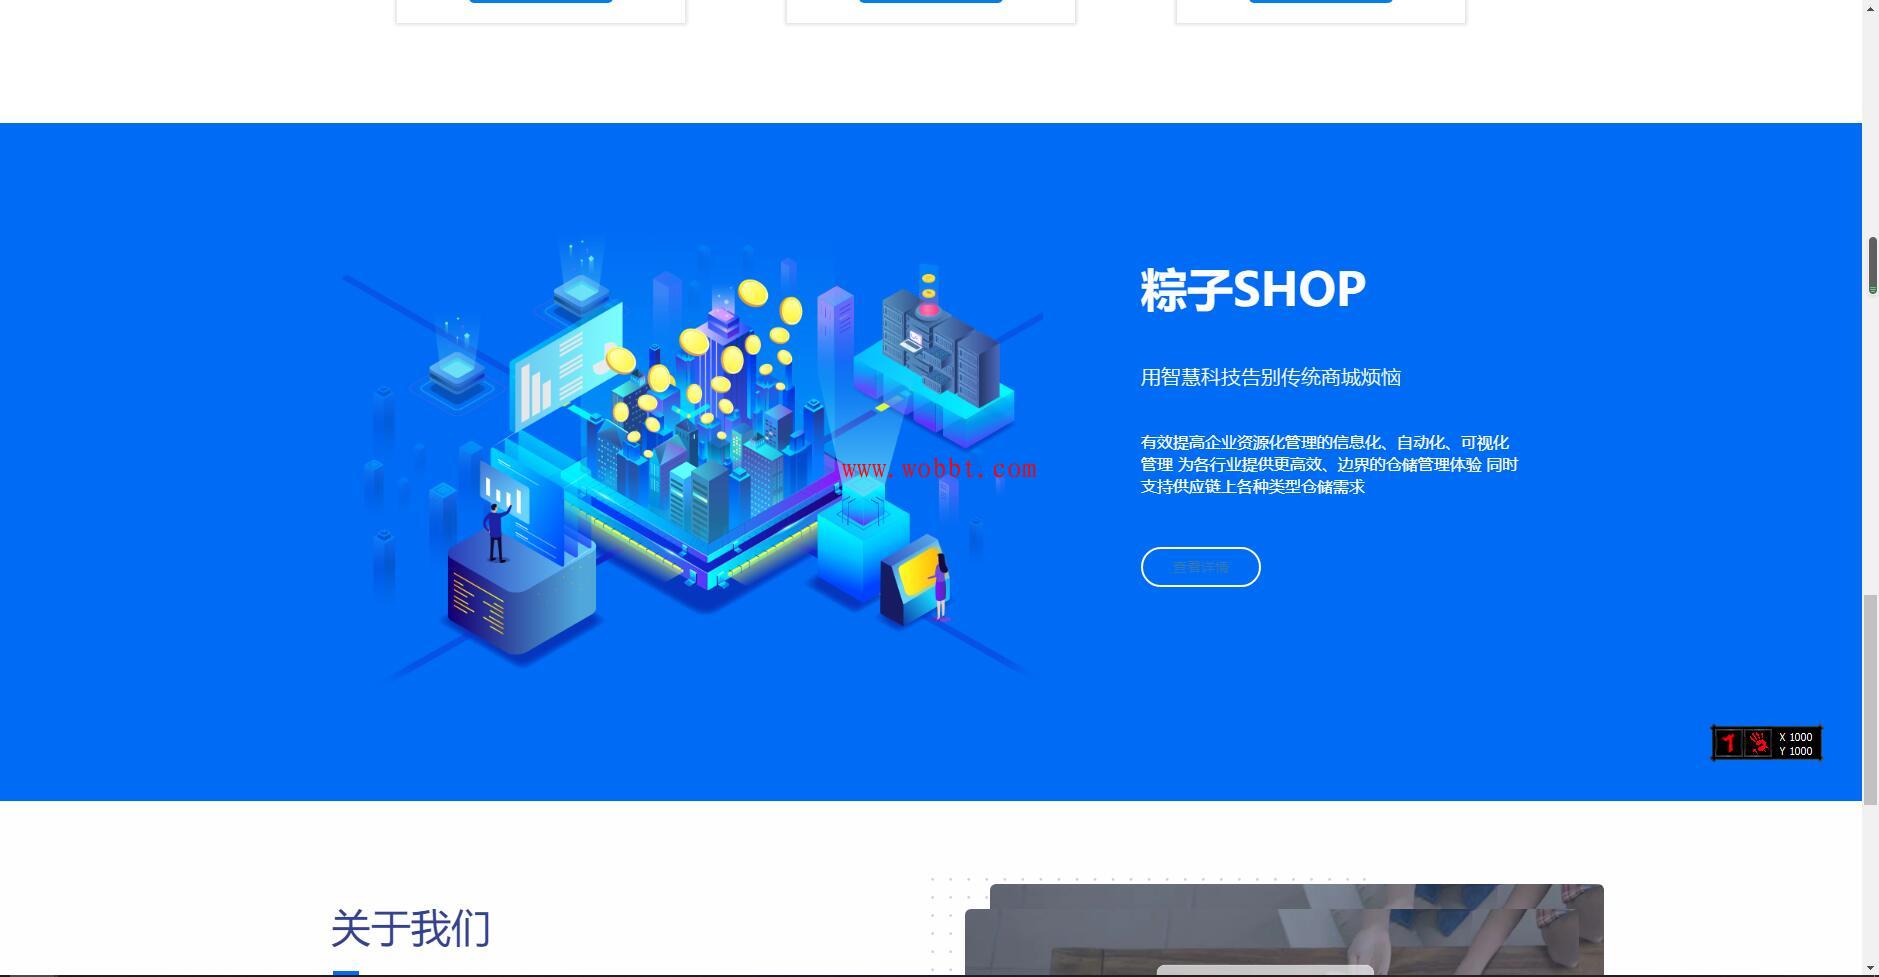 粽子SHOP
用智慧科技告别传统商城烦恼
有效提高企业资源化管理的信息化、自动化、可视化
管理 为各行业提供更高效、边界的仓储管理体验 同时
支持供应链上各种类型仓储需求
www.wobbt.com
查看详情
X 1000
Y 1000
关于我们